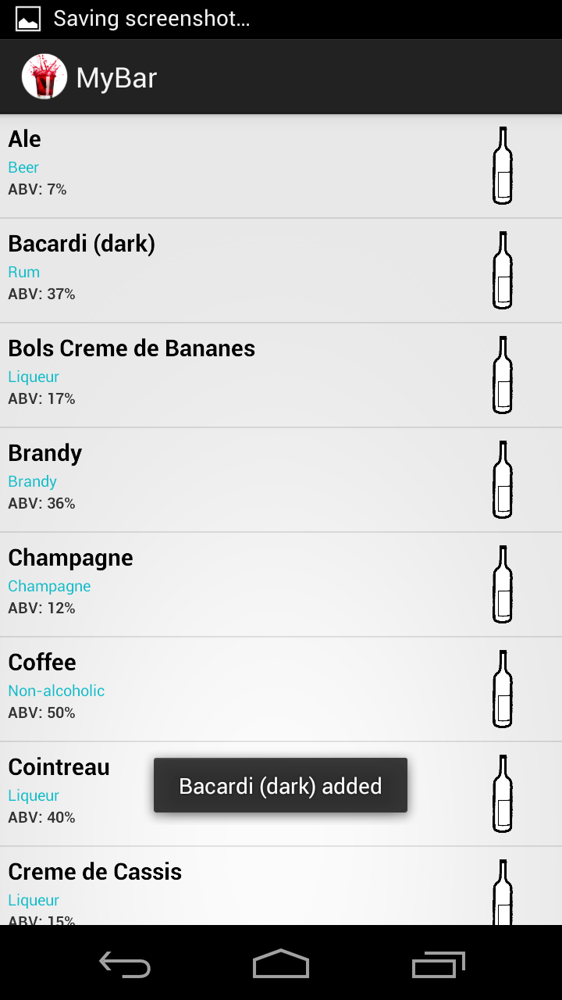 Saving screenshot...
MyBar
Ale
Beer
ABV: 7%
Bacardi (dark)
Rum
ABV: 37%
Bols Creme de Bananes
Liqueur
ABV: 17%
Brandy
Brandy
ABV: 36%
Champagne
Champagne
ABV: 12%
Coffee
Non-alcoholic
ABV: 50%
Cointreau
Liqueur
ABV: 40%
Bacardi (dark) added
Creme de Cassis
Liqueur
ABV: 15%